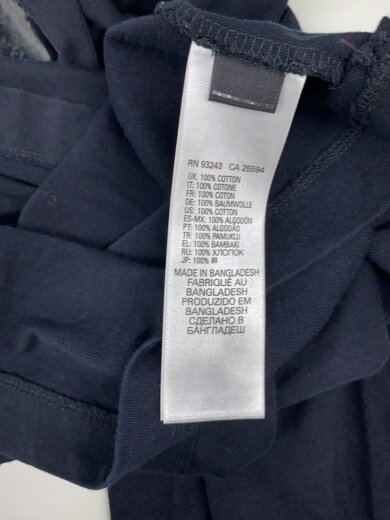 RN 93243 CA 25594
UK: 100% COTTON
IT: 100% COTONE
FR: 100% COTON
DE: 100% BAUMWOLLE
US: 100% COTTON
ES-MX: 100% ALGODÓN
PT: 100% ALGODÃO
TR: 100% PAMUKLU
EL: 100% BAMBAKI
RU: 100% ХЛОПОК
JP: 100% 綿
MADE IN BANGLADESH
FABRIQUÉ AU
BANGLADESH
PRODUZIDO EM
BANGLADESH
СДЕЛАНО В
БАНГЛАДЕШ